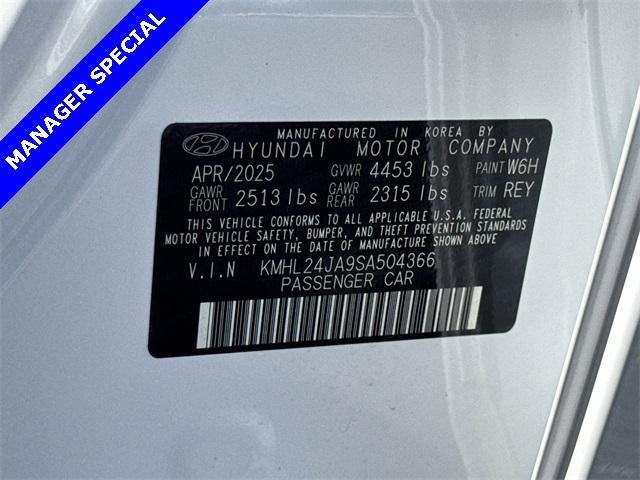 MANAGER SPECIAL
MANUFACTURED IN KOREA BY
HYUNDAI MOTOR COMPANY
APR/2025 GVWR 4453 lbs PAINT W6H
GAWR FRONT 2513 lbs GAWR REAR 2315 lbs TRIM REY
THIS VEHICLE CONFORMS TO ALL APPLICABLE U.S.A. FEDERAL
MOTOR VEHICLE SAFETY, BUMPER, AND THEFT PREVENTION STANDARDS
IN EFFECT ON THE DATE OF MANUFACTURE SHOWN ABOVE.
V.I.N KMHL24JA9SA504366
PASSENGER CAR